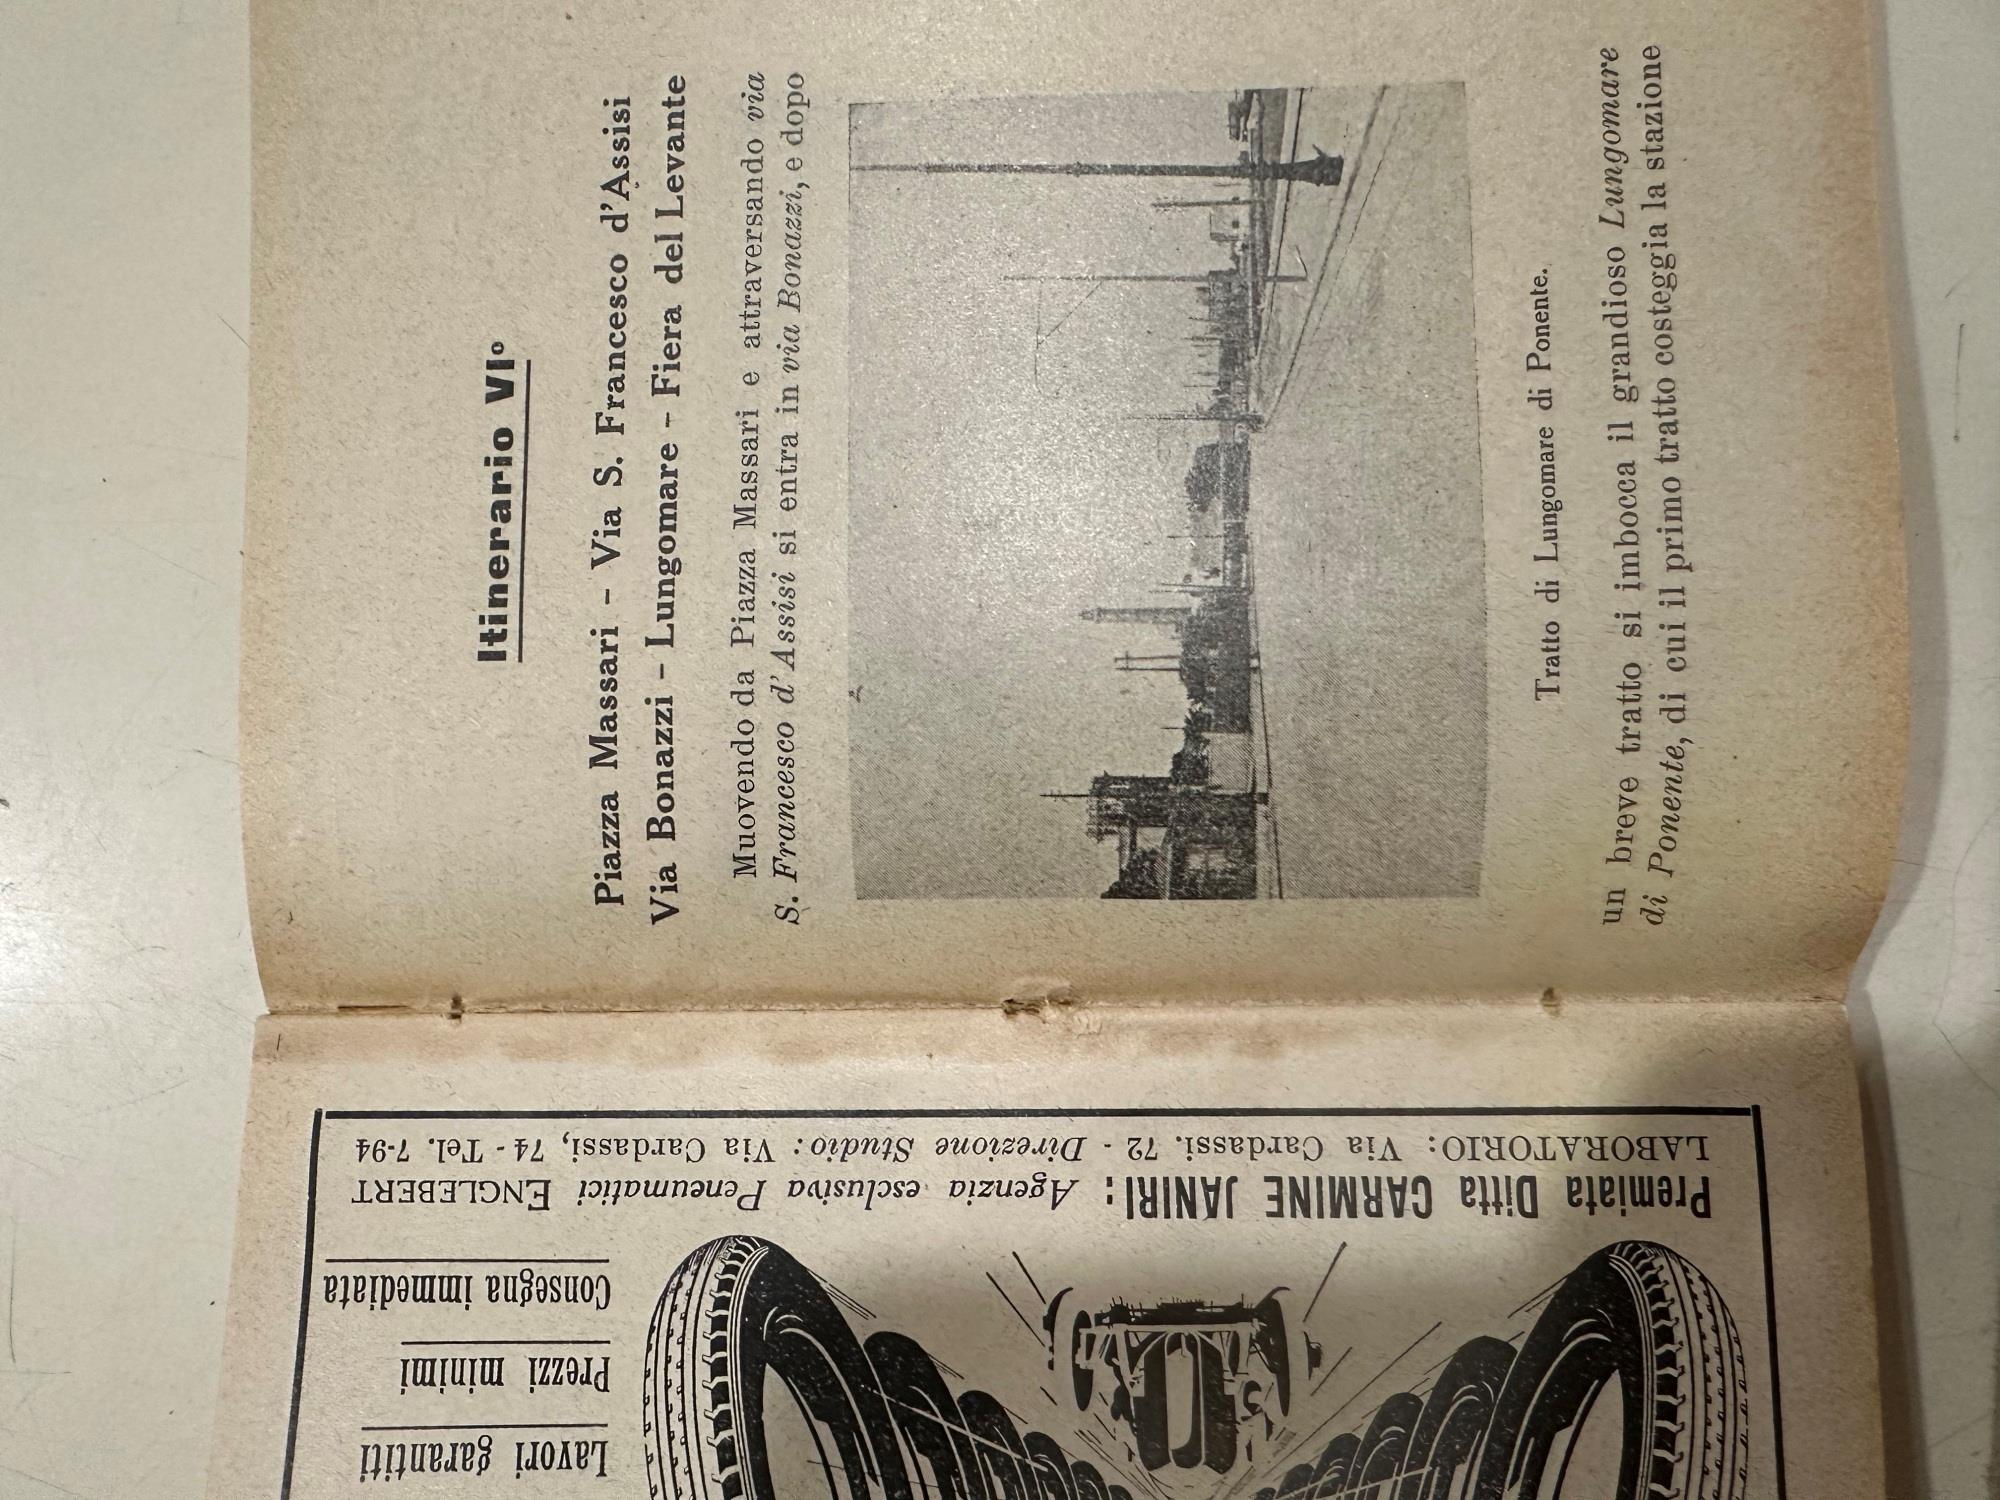 Itinerario VI°
Piazza Massari - Via S. Francesco d'Assisi
Via Bonazzi - Lungomare - Fiera del Levante
Muovendo da Piazza Massari e attraversando via
S. Francesco d'Assisi si entra in via Bonazzi, e dopo
Tratto di Lungomare di Ponente.
un breve tratto si imbocca il grandioso Lungomare
di Ponente, di cui il primo tratto costeggia la stazione
Lavori garantiti
Prezzi minimi
Consegna immediata
Premiata Ditta CARMINE JANIRI: Agenzia esclusiva Peneumatici ENGLEBERT
LABORATORIO: Via Cardassi. 72 - Direzione Studio: Via Cardassi, 74 - Tel. 7-94